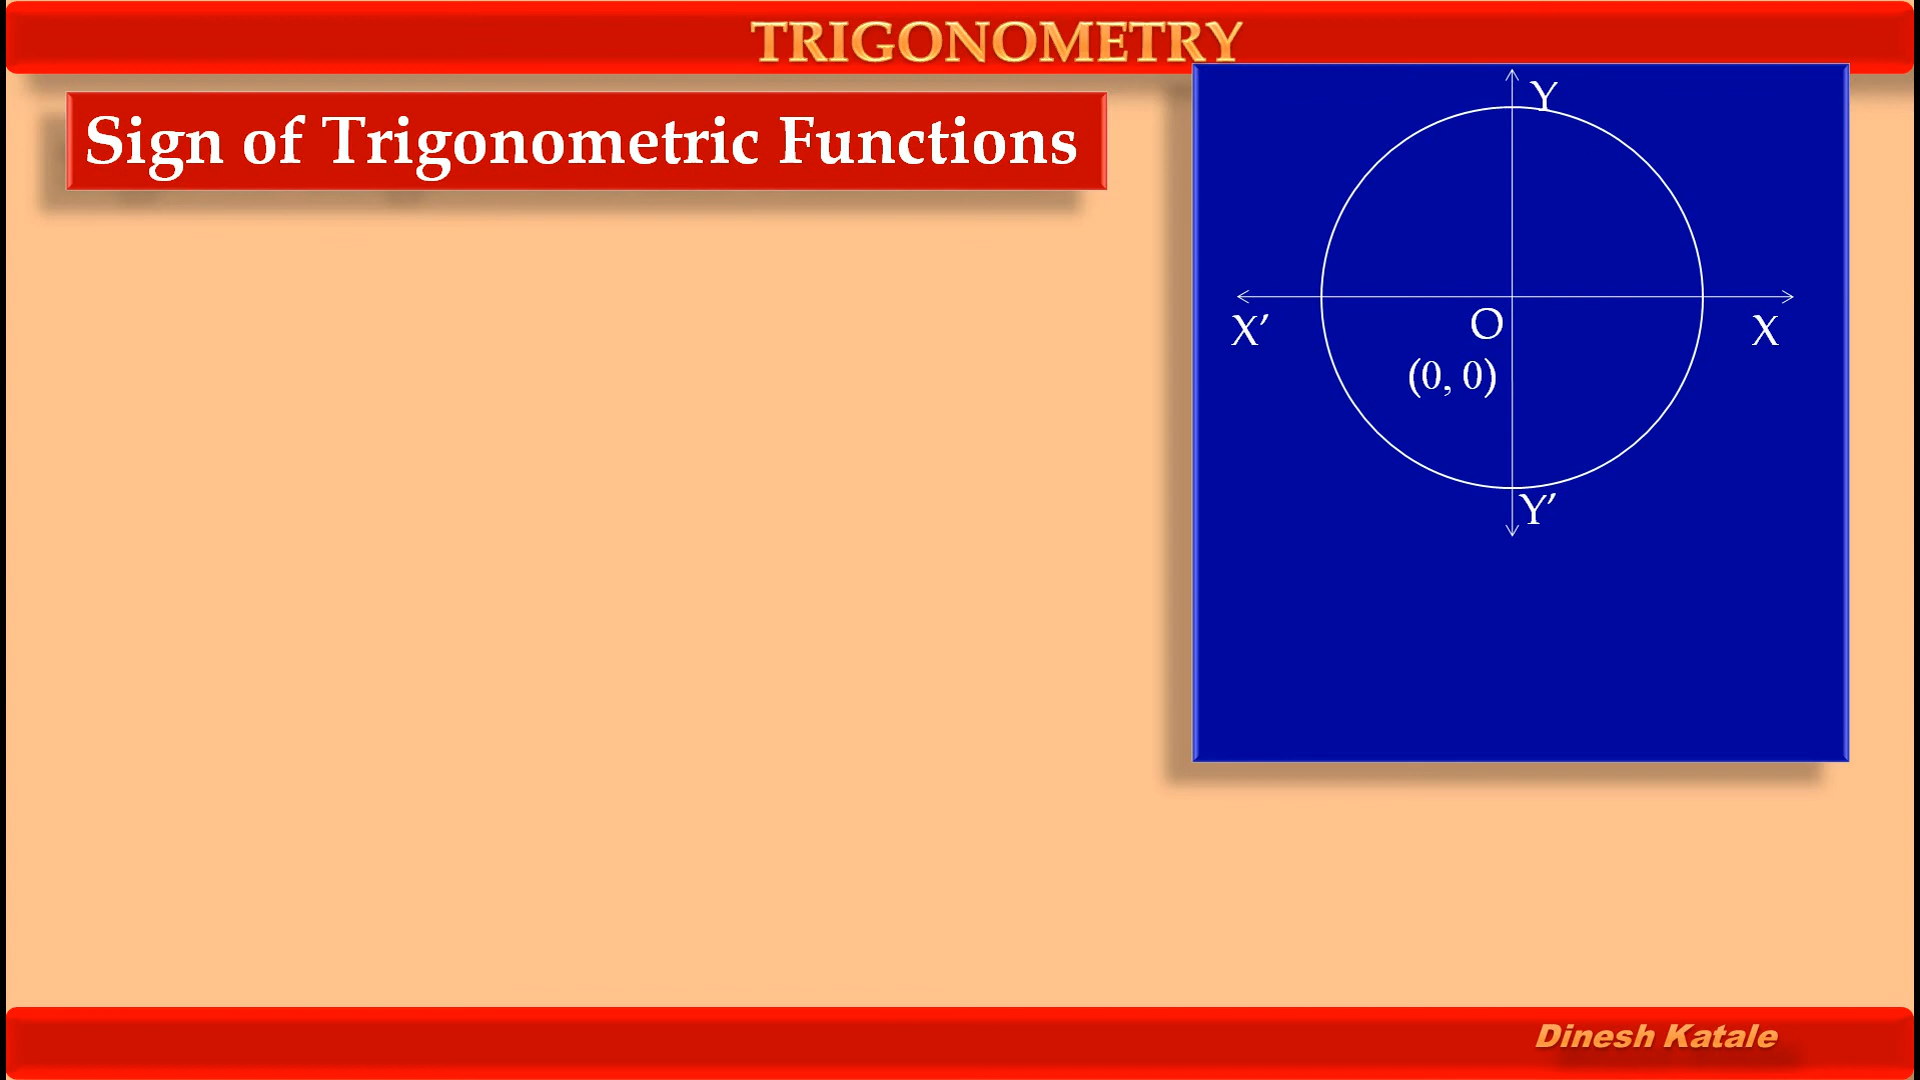 TRIGONOMETRY
Sign of Trigonometric Functions
Y
X′
O
X
(0, 0)
Y′
Dinesh Katale